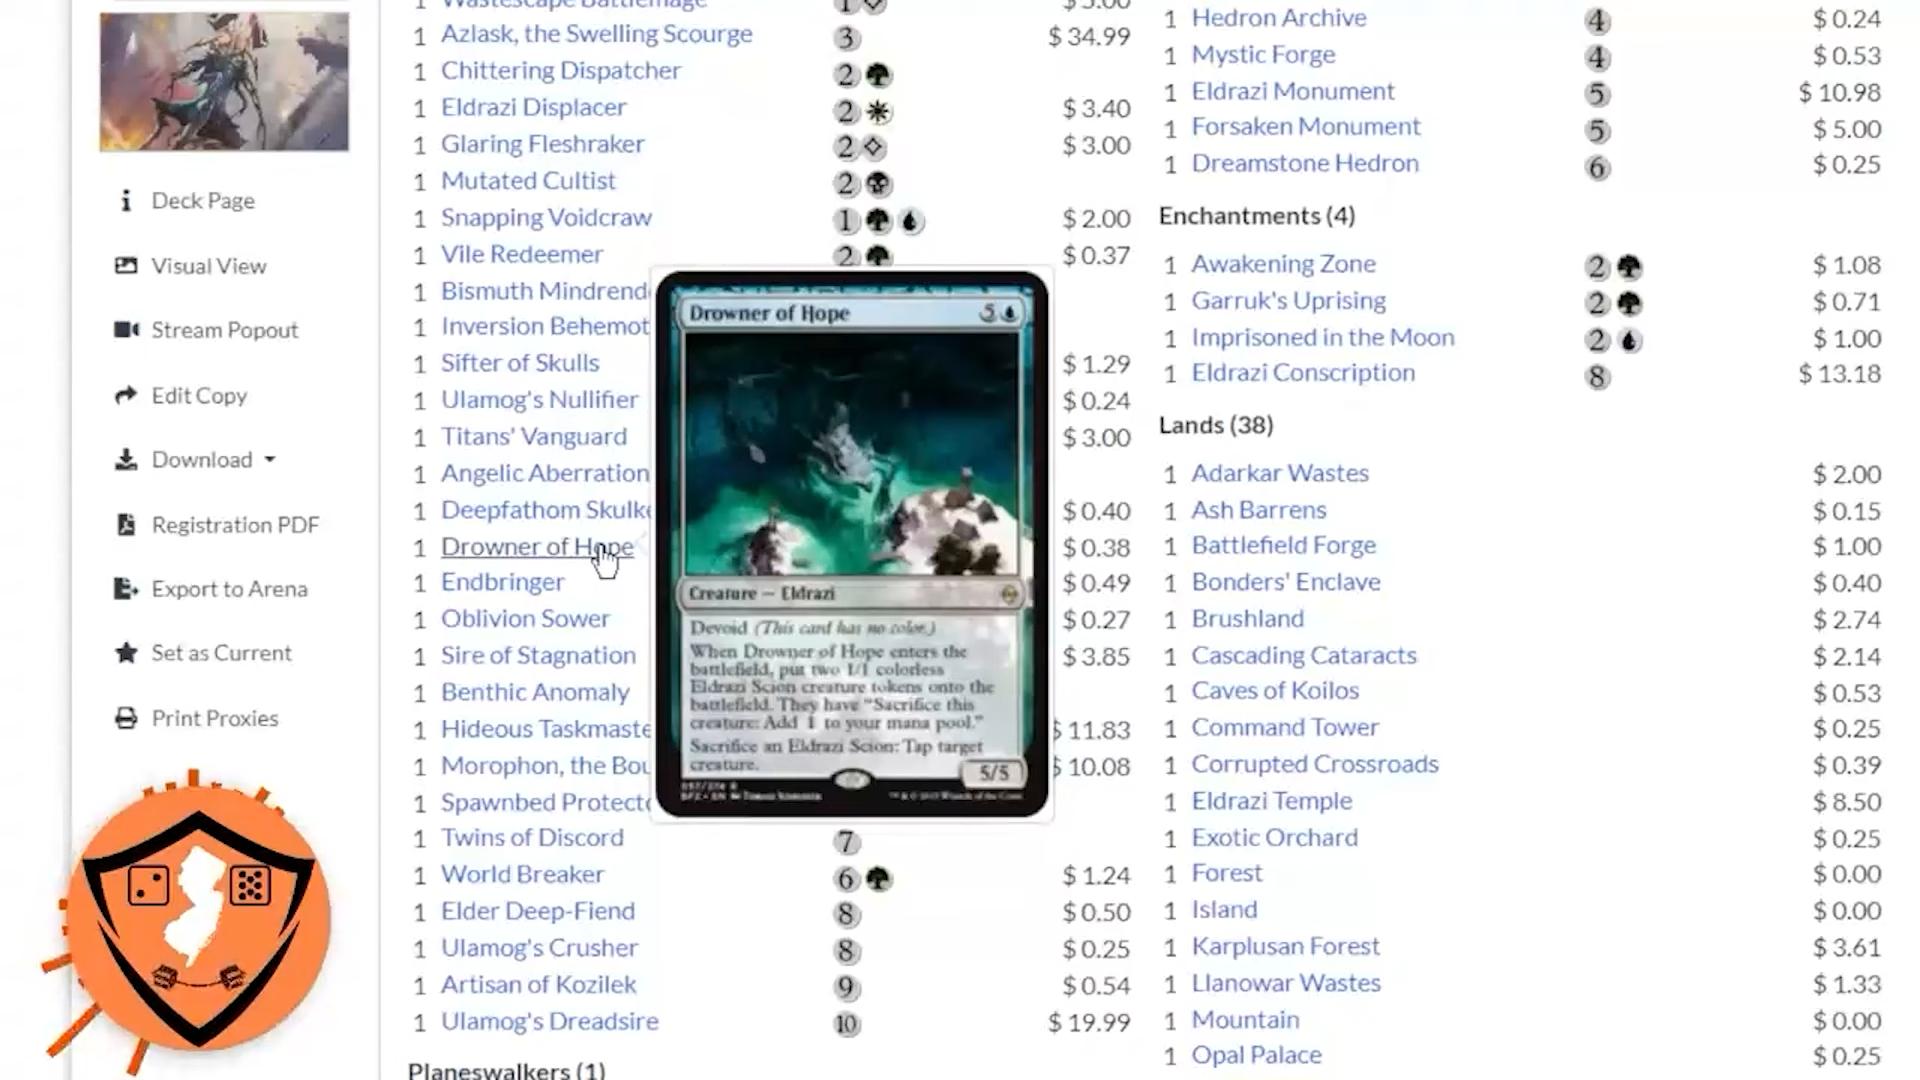 Deck Page
Visual View
Stream Popout
Edit Copy
Download
Registration PDF
Export to Arena
Set as Current
Print Proxies
1 Wastescape Battlemage 1 $ 5.00
1 Azlask, the Swelling Scourge 3 $ 34.99
1 Chittering Dispatcher 2
1 Eldrazi Displacer 2 $ 3.40
1 Glaring Fleshraker 2 $ 3.00
1 Mutated Cultist 2
1 Snapping Voidcraw 1 $ 2.00
1 Vile Redeemer 2 $ 0.37
1 Bismuth Mindrend
1 Inversion Behemot
1 Sifter of Skulls $ 1.29
1 Ulamog's Nullifier $ 0.24
1 Titans' Vanguard $ 3.00
1 Angelic Aberration
1 Deepfathom Skulke $ 0.40
1 Drowner of Hope $ 0.38
1 Endbringer $ 0.49
1 Oblivion Sower $ 0.27
1 Sire of Stagnation $ 3.85
1 Benthic Anomaly
1 Hideous Taskmaste $ 11.83
1 Morophon, the Bou $ 10.08
1 Spawnbed Protecto
1 Twins of Discord 7
1 World Breaker 6 $ 1.24
1 Elder Deep-Fiend 8 $ 0.50
1 Ulamog's Crusher 8 $ 0.25
1 Artisan of Kozilek 9 $ 0.54
1 Ulamog's Dreadsire 10 $ 19.99
Planeswalkers (1)
Drowner of Hope 5
Creature — Eldrazi
Devoid (This card has no color.)
When Drowner of Hope enters the
battlefield, put two 1/1 colorless
Eldrazi Scion creature tokens onto the
battlefield. They have "Sacrifice this
creature: Add 1 to your mana pool."
Sacrifice an Eldrazi Scion: Tap target
creature.
5/5
1 Hedron Archive 4 $ 0.24
1 Mystic Forge 4 $ 0.53
1 Eldrazi Monument 5 $ 10.98
1 Forsaken Monument 5 $ 5.00
1 Dreamstone Hedron 6 $ 0.25
Enchantments (4)
1 Awakening Zone 2 $ 1.08
1 Garruk's Uprising 2 $ 0.71
1 Imprisoned in the Moon 2 $ 1.00
1 Eldrazi Conscription 8 $ 13.18
Lands (38)
1 Adarkar Wastes $ 2.00
1 Ash Barrens $ 0.15
1 Battlefield Forge $ 1.00
1 Bonders' Enclave $ 0.40
1 Brushland $ 2.74
1 Cascading Cataracts $ 2.14
1 Caves of Koilos $ 0.53
1 Command Tower $ 0.25
1 Corrupted Crossroads $ 0.39
1 Eldrazi Temple $ 8.50
1 Exotic Orchard $ 0.25
1 Forest $ 0.00
1 Island $ 0.00
1 Karplusan Forest $ 3.61
1 Llanowar Wastes $ 1.33
1 Mountain $ 0.00
1 Opal Palace $ 0.25